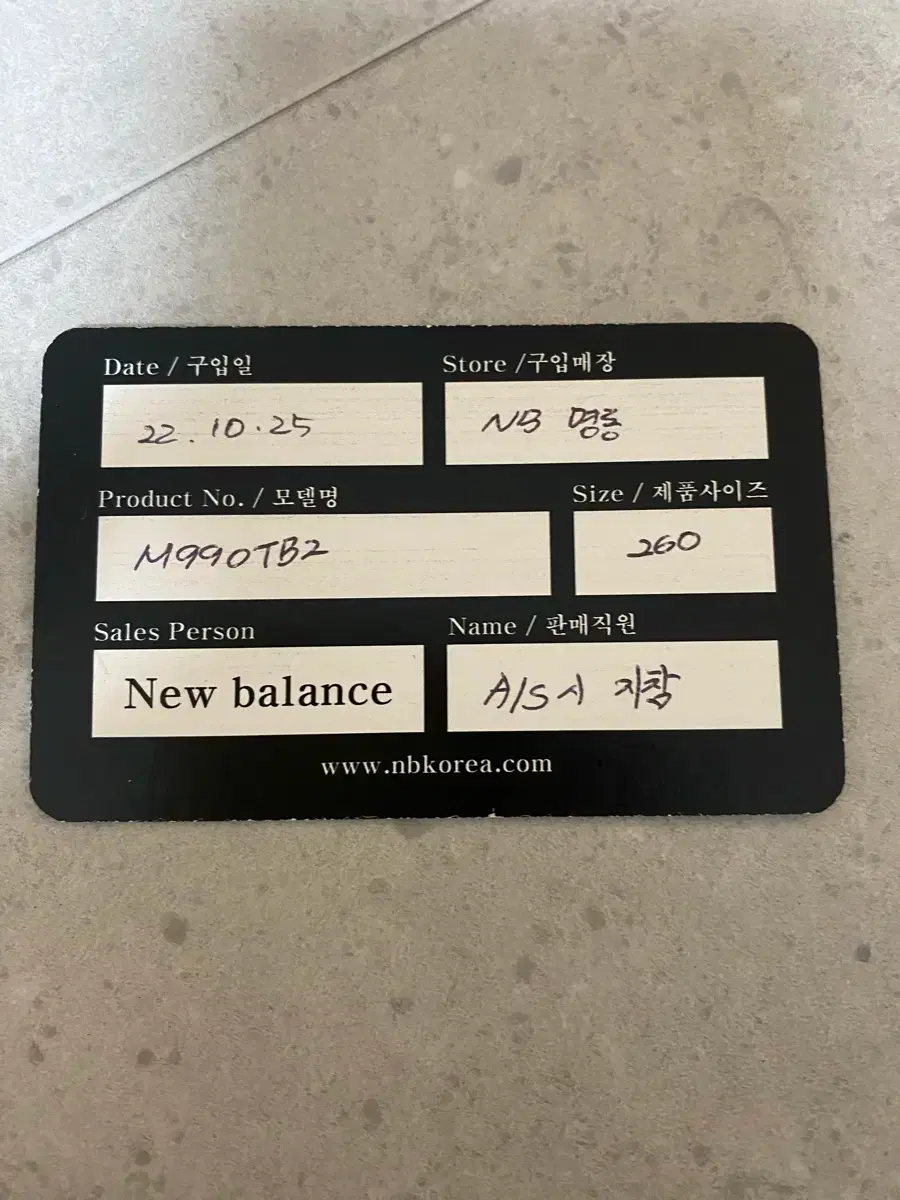 Date / 구입일
Store /구입매장
22.10.25
NB 명동
Product No. / 모델명
Size / 제품사이즈
M990TB2
260
Sales Person
Name / 판매직원
New balance
A/S시 지참
www.nbkorea.com